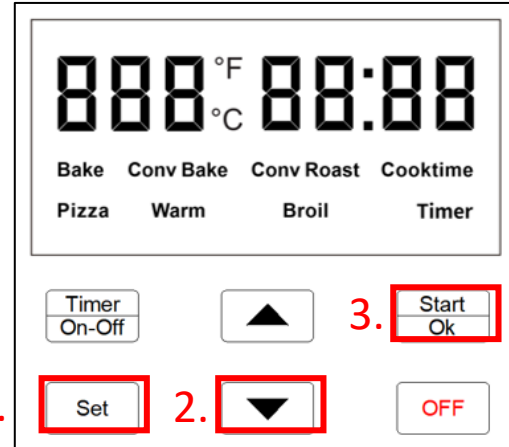 888 °F 88:88
°C
Bake Conv Bake Conv Roast Cooktime
Pizza Warm Broil Timer
Timer
On-Off
3. Start
Ok
Set 2. OFF